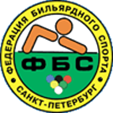 ФЕДЕРАЦИЯ БИЛЬЯРДНОГО СПОРТА
ФБС
САНКТ-ПЕТЕРБУРГ